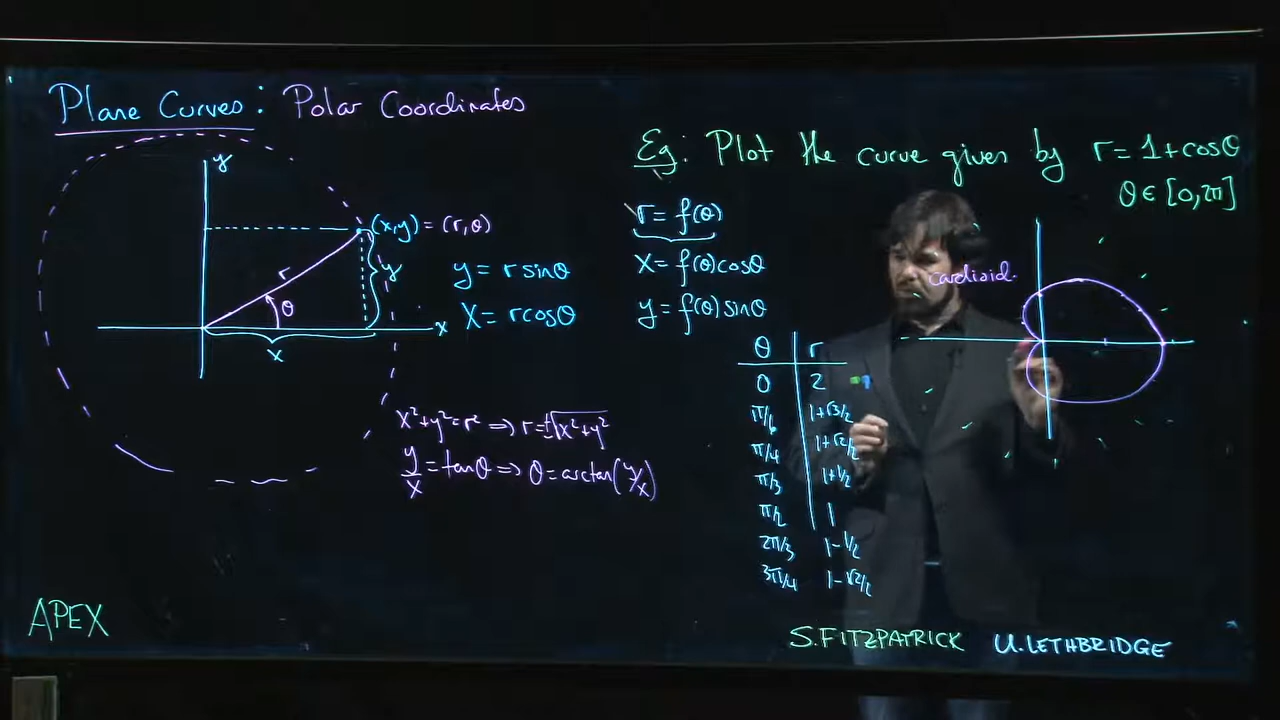 Plane Curves: Polar Coordinates
y
(x,y) = (r,θ)
r
y
θ
x
x
y = r sinθ
x = r cosθ
x²+y²=r² ⇒ r=±√x²+y²
y/x = tanθ ⇒ θ = arctan(y/x)
APEX
Eg: Plot the curve given by r = 1+cosθ
θ ∈ [0,2π]
r = f(θ)
x = f(θ)cosθ
y = f(θ)sinθ
cardioid.
θ r
0 2
π/6 1+√3/2
π/4 1+√2/2
π/3 1+1/2
π/2 1
2π/3 1-1/2
3π/4 1-√2/2
S.FITZPATRICK U.LETHBRIDGE